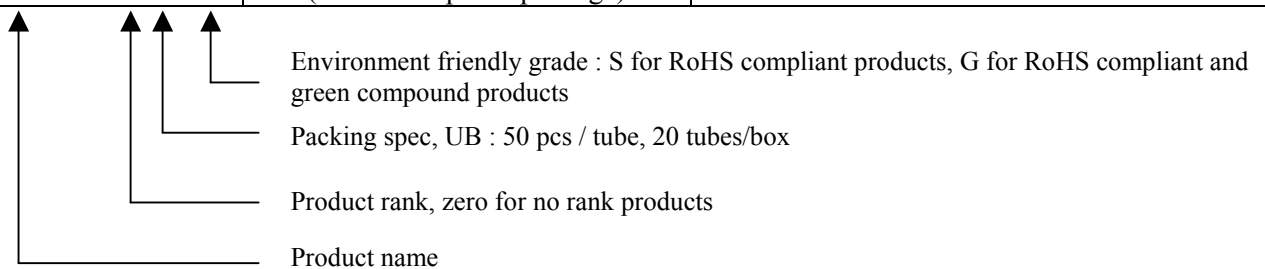 Environment friendly grade : S for RoHS compliant products, G for RoHS compliant and
green compound products
Packing spec, UB : 50 pcs / tube, 20 tubes/box
Product rank, zero for no rank products
Product name